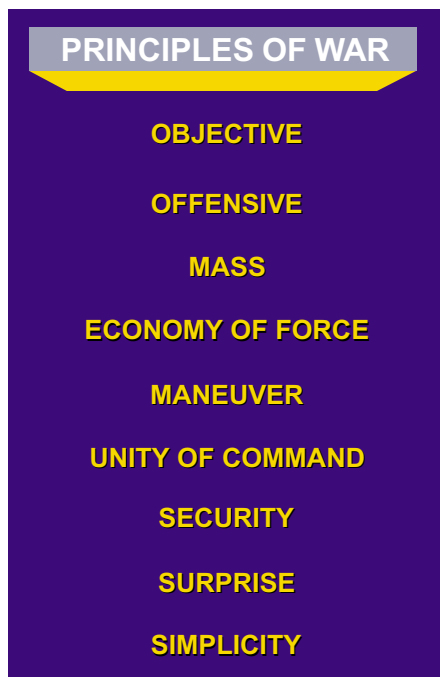 PRINCIPLES OF WAR
OBJECTIVE
OFFENSIVE
MASS
ECONOMY OF FORCE
MANEUVER
UNITY OF COMMAND
SECURITY
SURPRISE
SIMPLICITY